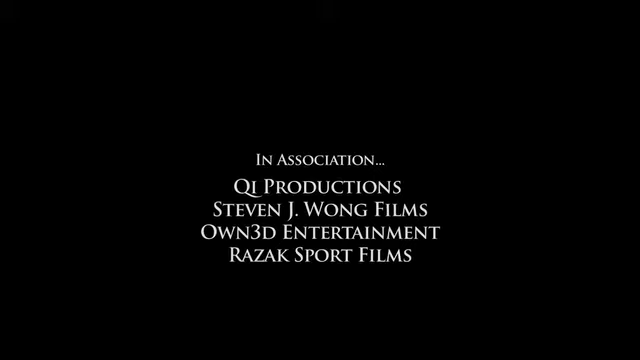 In Association...
Qi Productions
Steven J. Wong Films
Own3d Entertainment
Razak Sport Films